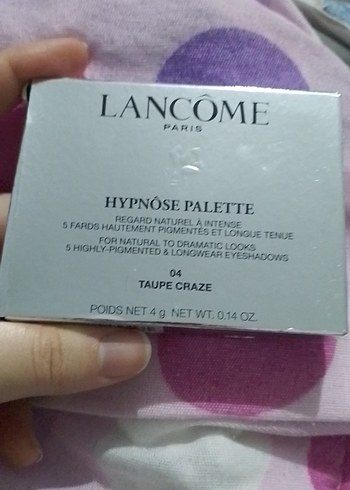 LANCÔME
PARIS
HYPNÔSE PALETTE
REGARD NATUREL À INTENSE
5 FARDS HAUTEMENT PIGMENTÉS ET LONGUE TENUE
FOR NATURAL TO DRAMATIC LOOKS
5 HIGHLY-PIGMENTED & LONGWEAR EYESHADOWS
04
TAUPE CRAZE
POIDS NET 4 g NET WT. 0.14 OZ.